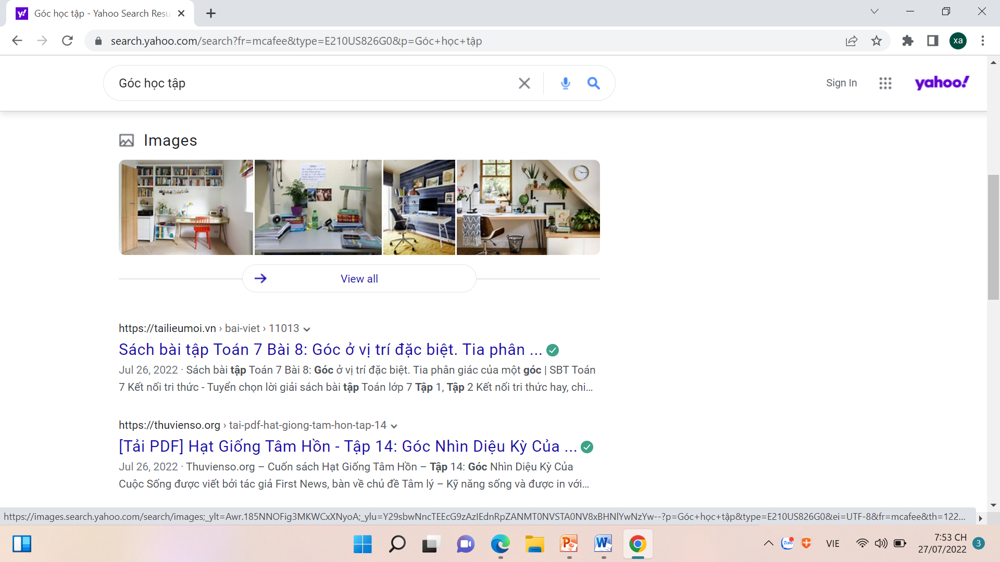 Góc học tập - Yahoo Search Resu
search.yahoo.com/search?fr=mcafee&type=E210US826G0&p=Góc+học+tập
xa
Góc học tập
Sign In
yahoo!
Images
View all
https://tailieumoi.vn › bai-viet › 11013
Sách bài tập Toán 7 Bài 8: Góc ở vị trí đặc biệt. Tia phân ...
Jul 26, 2022 · Sách bài tập Toán 7 Bài 8: Góc ở vị trí đặc biệt. Tia phân giác của một góc | SBT Toán
7 Kết nối tri thức - Tuyển chọn lời giải sách bài tập Toán lớp 7 Tập 1, Tập 2 Kết nối tri thức hay, chi...
https://thuvienso.org › tai-pdf-hat-giong-tam-hon-tap-14
[Tải PDF] Hạt Giống Tâm Hồn - Tập 14: Góc Nhìn Diệu Kỳ Của ...
Jul 26, 2022 · Thuvienso.org – Cuốn sách Hạt Giống Tâm Hồn – Tập 14: Góc Nhìn Diệu Kỳ Của
Cuộc Sống được viết bởi tác giả First News, bàn về chủ đề Tâm lý – Kỹ năng sống và được in với...
https://images.search.yahoo.com/search/images;_ylt=Awr.185NNOFig3MKWCxXNyoA;_ylu=Y29sbwNncTEEcG9zAzIEdnRpZANMT0NVSTA0NV8xBHNlYwNzYw--?p=Góc+học+tập&type=E210US826G0&ei=UTF-8&fr=mcafee&th=122...
Zalo
VIE
7:53 CH
27/07/2022
3